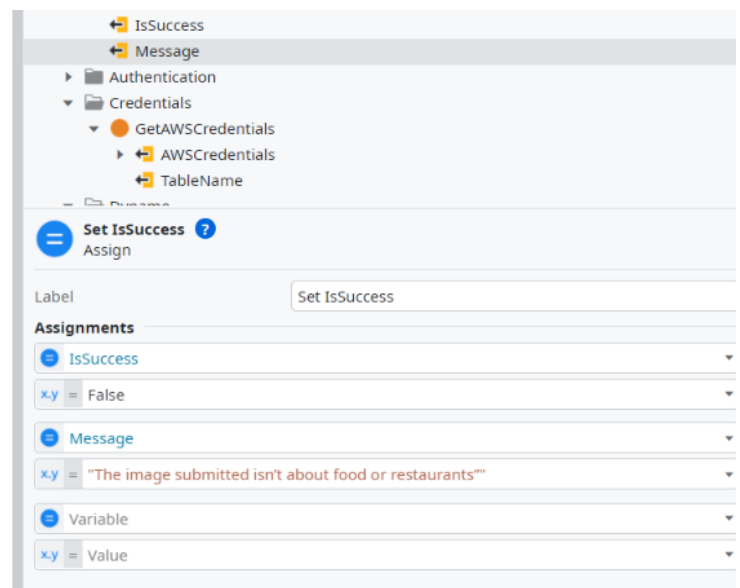 IsSuccess
Message
Authentication
Credentials
GetAWSCredentials
AWSCredentials
TableName
Dynamo
Set IsSuccess ?
Assign
Label Set IsSuccess
Assignments
= IsSuccess
x.y = False
= Message
x.y = "The image submitted isn’t about food or restaurants”"
= Variable
x.y = Value